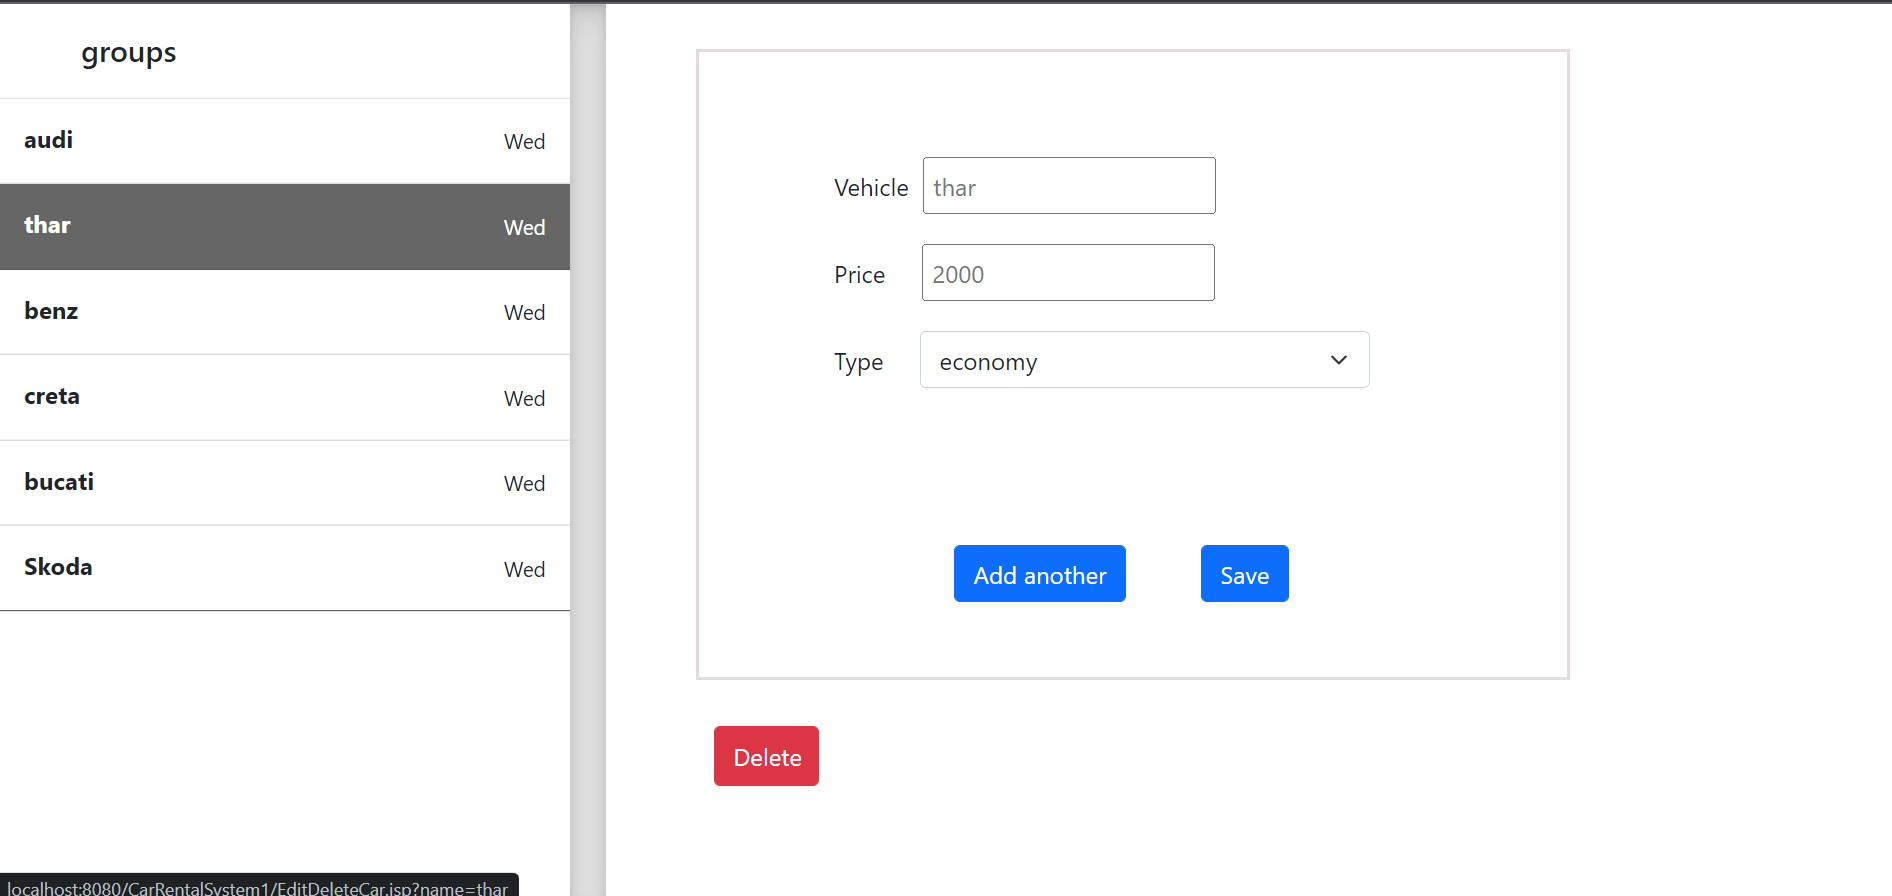 groups
audi Wed
thar Wed
benz Wed
creta Wed
bucati Wed
Skoda Wed
Vehicle thar
Price 2000
Type economy
Add another Save
Delete
localhost:8080/CarRentalSystem1/EditDeleteCar.jsp?name=thar